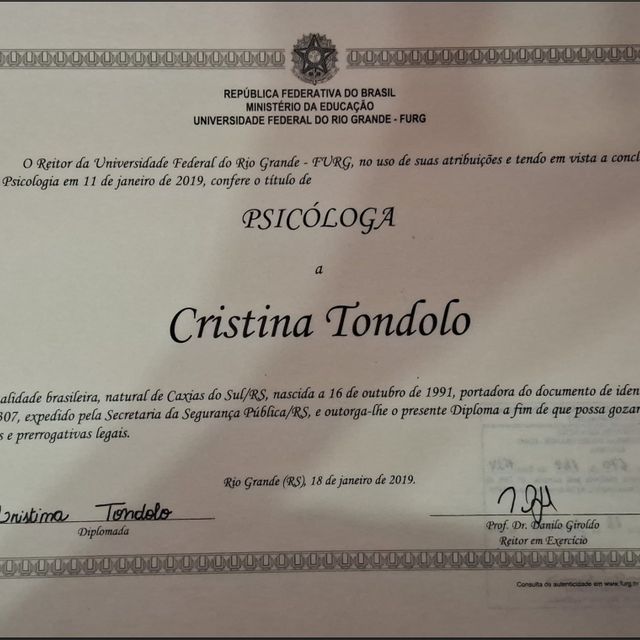 REPÚBLICA FEDERATIVA DO BRASIL
MINISTÉRIO DA EDUCAÇÃO
UNIVERSIDADE FEDERAL DO RIO GRANDE - FURG
O Reitor da Universidade Federal do Rio Grande - FURG, no uso de suas atribuições e tendo em vista a concl
Psicologia em 11 de janeiro de 2019, confere o título de
PSICÓLOGA
a
Cristina Tondolo
alidade brasileira, natural de Caxias do Sul/RS, nascida a 16 de outubro de 1991, portadora do documento de iden
307, expedido pela Secretaria da Segurança Pública/RS, e outorga-lhe o presente Diploma a fim de que possa gozar
s e prerrogativas legais.
Rio Grande (RS), 18 de janeiro de 2019.
Cristina Tondolo
Diplomada
Prof. Dr. Danilo Giroldo
Reitor em Exercício
Consulta de autenticidade em www.furg.br